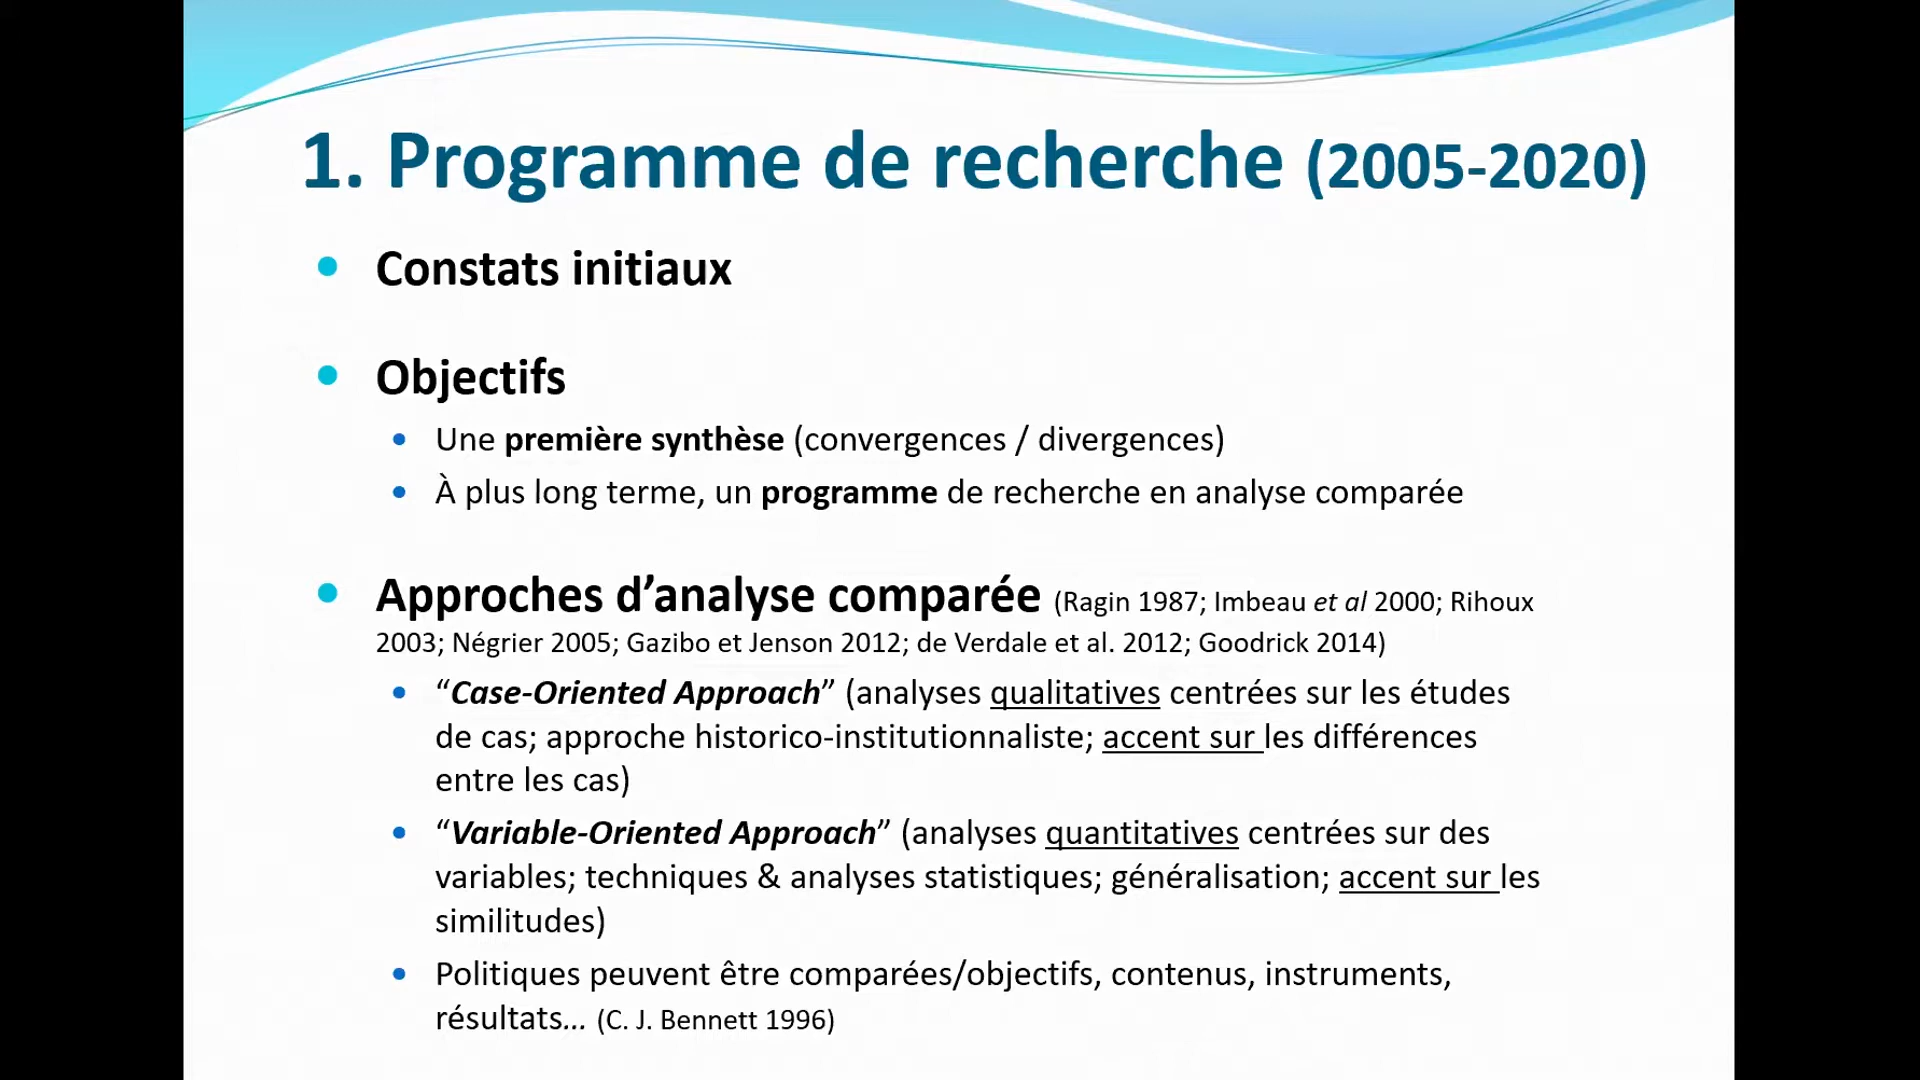 1. Programme de recherche (2005-2020)
• Constats initiaux
• Objectifs
• Une première synthèse (convergences / divergences)
• À plus long terme, un programme de recherche en analyse comparée
• Approches d’analyse comparée (Ragin 1987; Imbeau et al 2000; Rihoux
2003; Négrier 2005; Gazibo et Jenson 2012; de Verdale et al. 2012; Goodrick 2014)
• “Case-Oriented Approach” (analyses qualitatives centrées sur les études
de cas; approche historico-institutionnaliste; accent sur les différences
entre les cas)
• “Variable-Oriented Approach” (analyses quantitatives centrées sur des
variables; techniques & analyses statistiques; généralisation; accent sur les
similitudes)
• Politiques peuvent être comparées/objectifs, contenus, instruments,
résultats… (C. J. Bennett 1996)